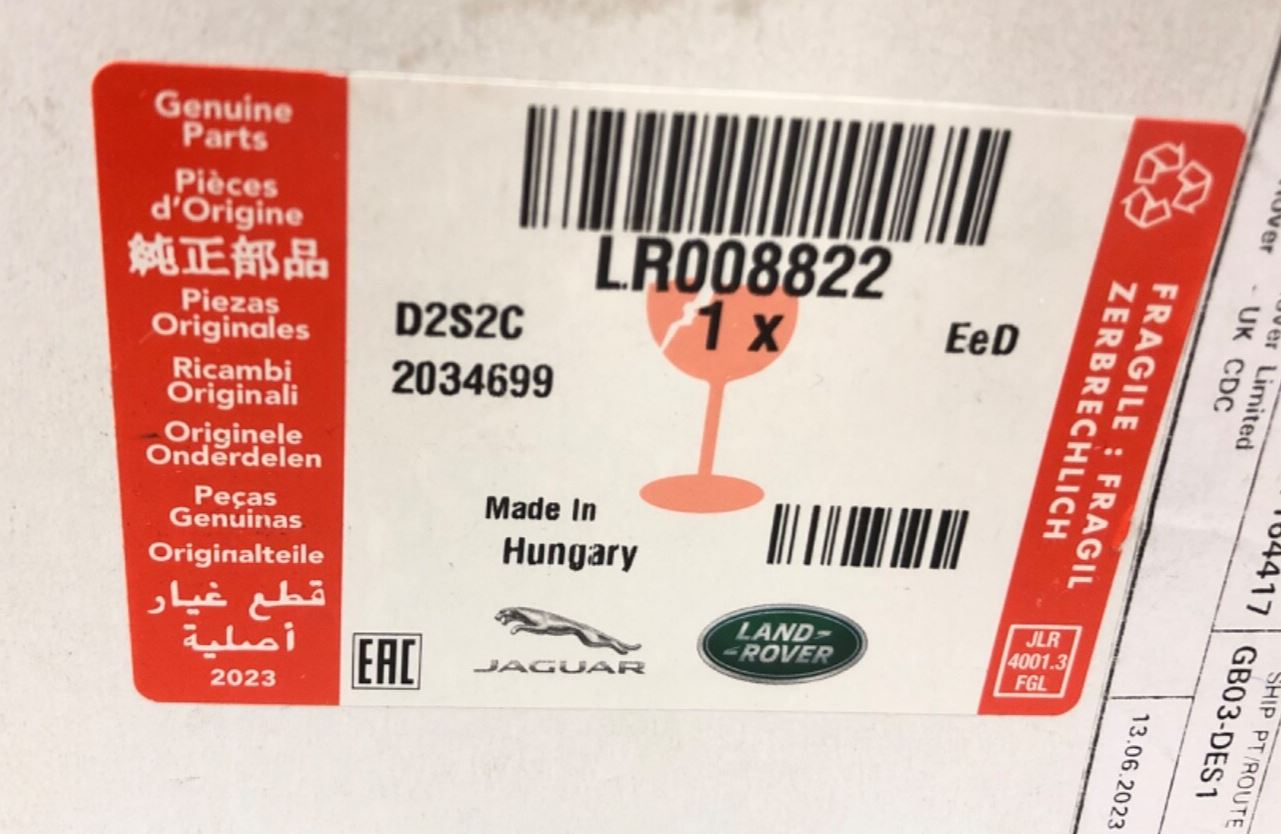 Genuine
Parts
Pièces
d'Origine
純正部品
Piezas
Originales
Ricambi
Originali
Originele
Onderdelen
Peças
Genuinas
Originalteile
قطع غيار
أصلية
2023
LR008822
D2S2C
1 x
EeD
2034699
Made In
Hungary
EAC
JAGUAR
LAND-
-ROVER
FRAGILE : FRAGIL
ZERBRECHLICH
JLR
4001.3
FGL
Limited
- UK CDC
SHIP PT/ROUTE
GB03-DES1
13.06.2023